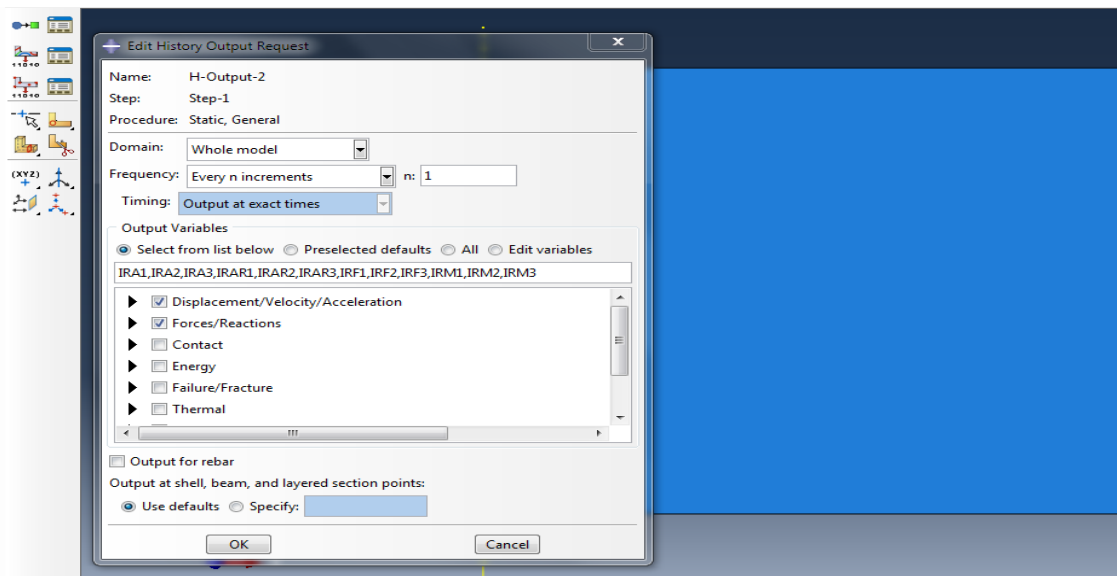 Edit History Output Request
x
Name: H-Output-2
Step: Step-1
Procedure: Static, General
Domain: Whole model
Frequency: Every n increments n: 1
Timing: Output at exact times
Output Variables
Select from list below Preselected defaults All Edit variables
IRA1,IRA2,IRA3,IRAR1,IRAR2,IRAR3,IRF1,IRF2,IRF3,IRM1,IRM2,IRM3
Displacement/Velocity/Acceleration
Forces/Reactions
Contact
Energy
Failure/Fracture
Thermal
Output for rebar
Output at shell, beam, and layered section points:
Use defaults Specify:
OK Cancel
11010
11010
(XYZ)